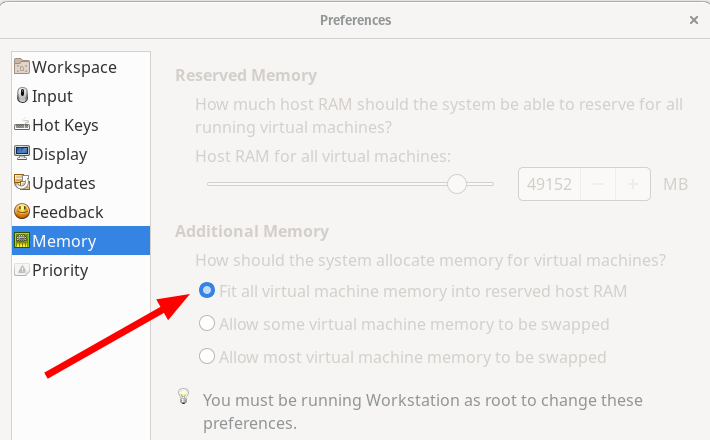 Preferences
Workspace
Input
Hot Keys
Display
Updates
Feedback
Memory
Priority
Reserved Memory
How much host RAM should the system be able to reserve for all
running virtual machines?
Host RAM for all virtual machines:
49152 − + MB
Additional Memory
How should the system allocate memory for virtual machines?
Fit all virtual machine memory into reserved host RAM
Allow some virtual machine memory to be swapped
Allow most virtual machine memory to be swapped
You must be running Workstation as root to change these
preferences.